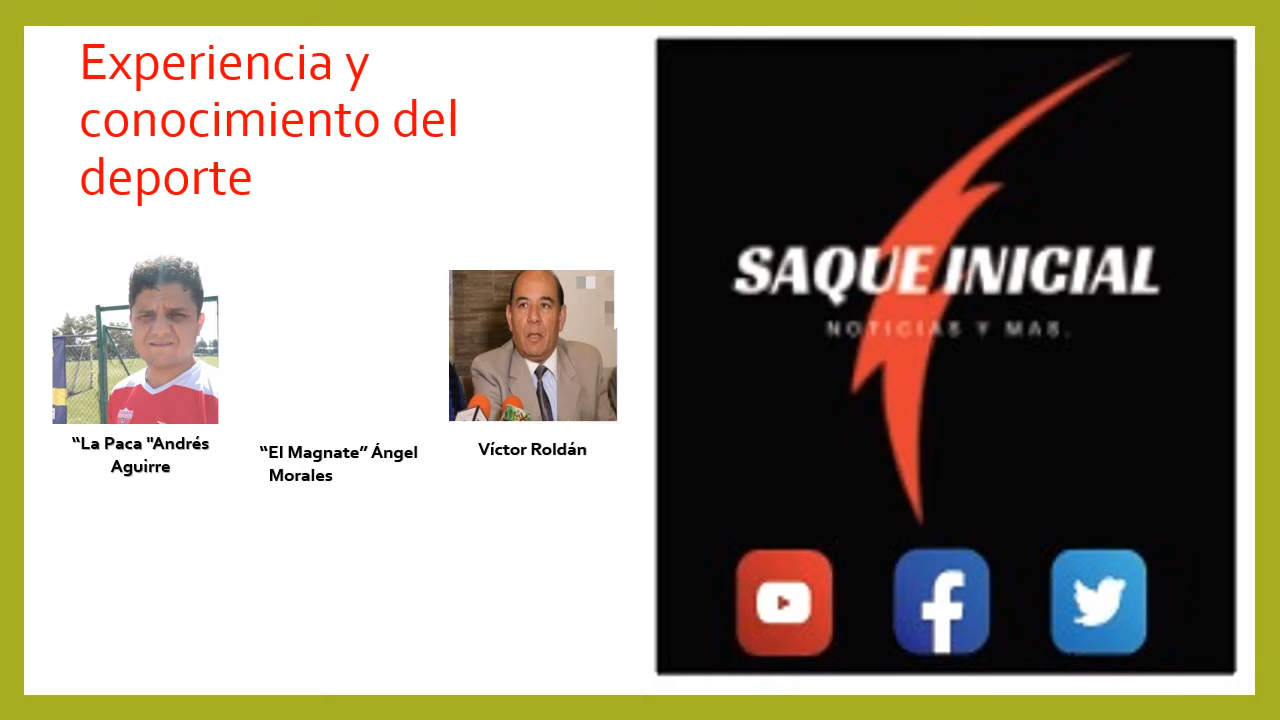 Experiencia y
conocimiento del
deporte
“La Paca "Andrés
Aguirre
“El Magnate” Ángel
Morales
Víctor Roldán
SAQUE INICIAL
NOTICIAS Y MAS.